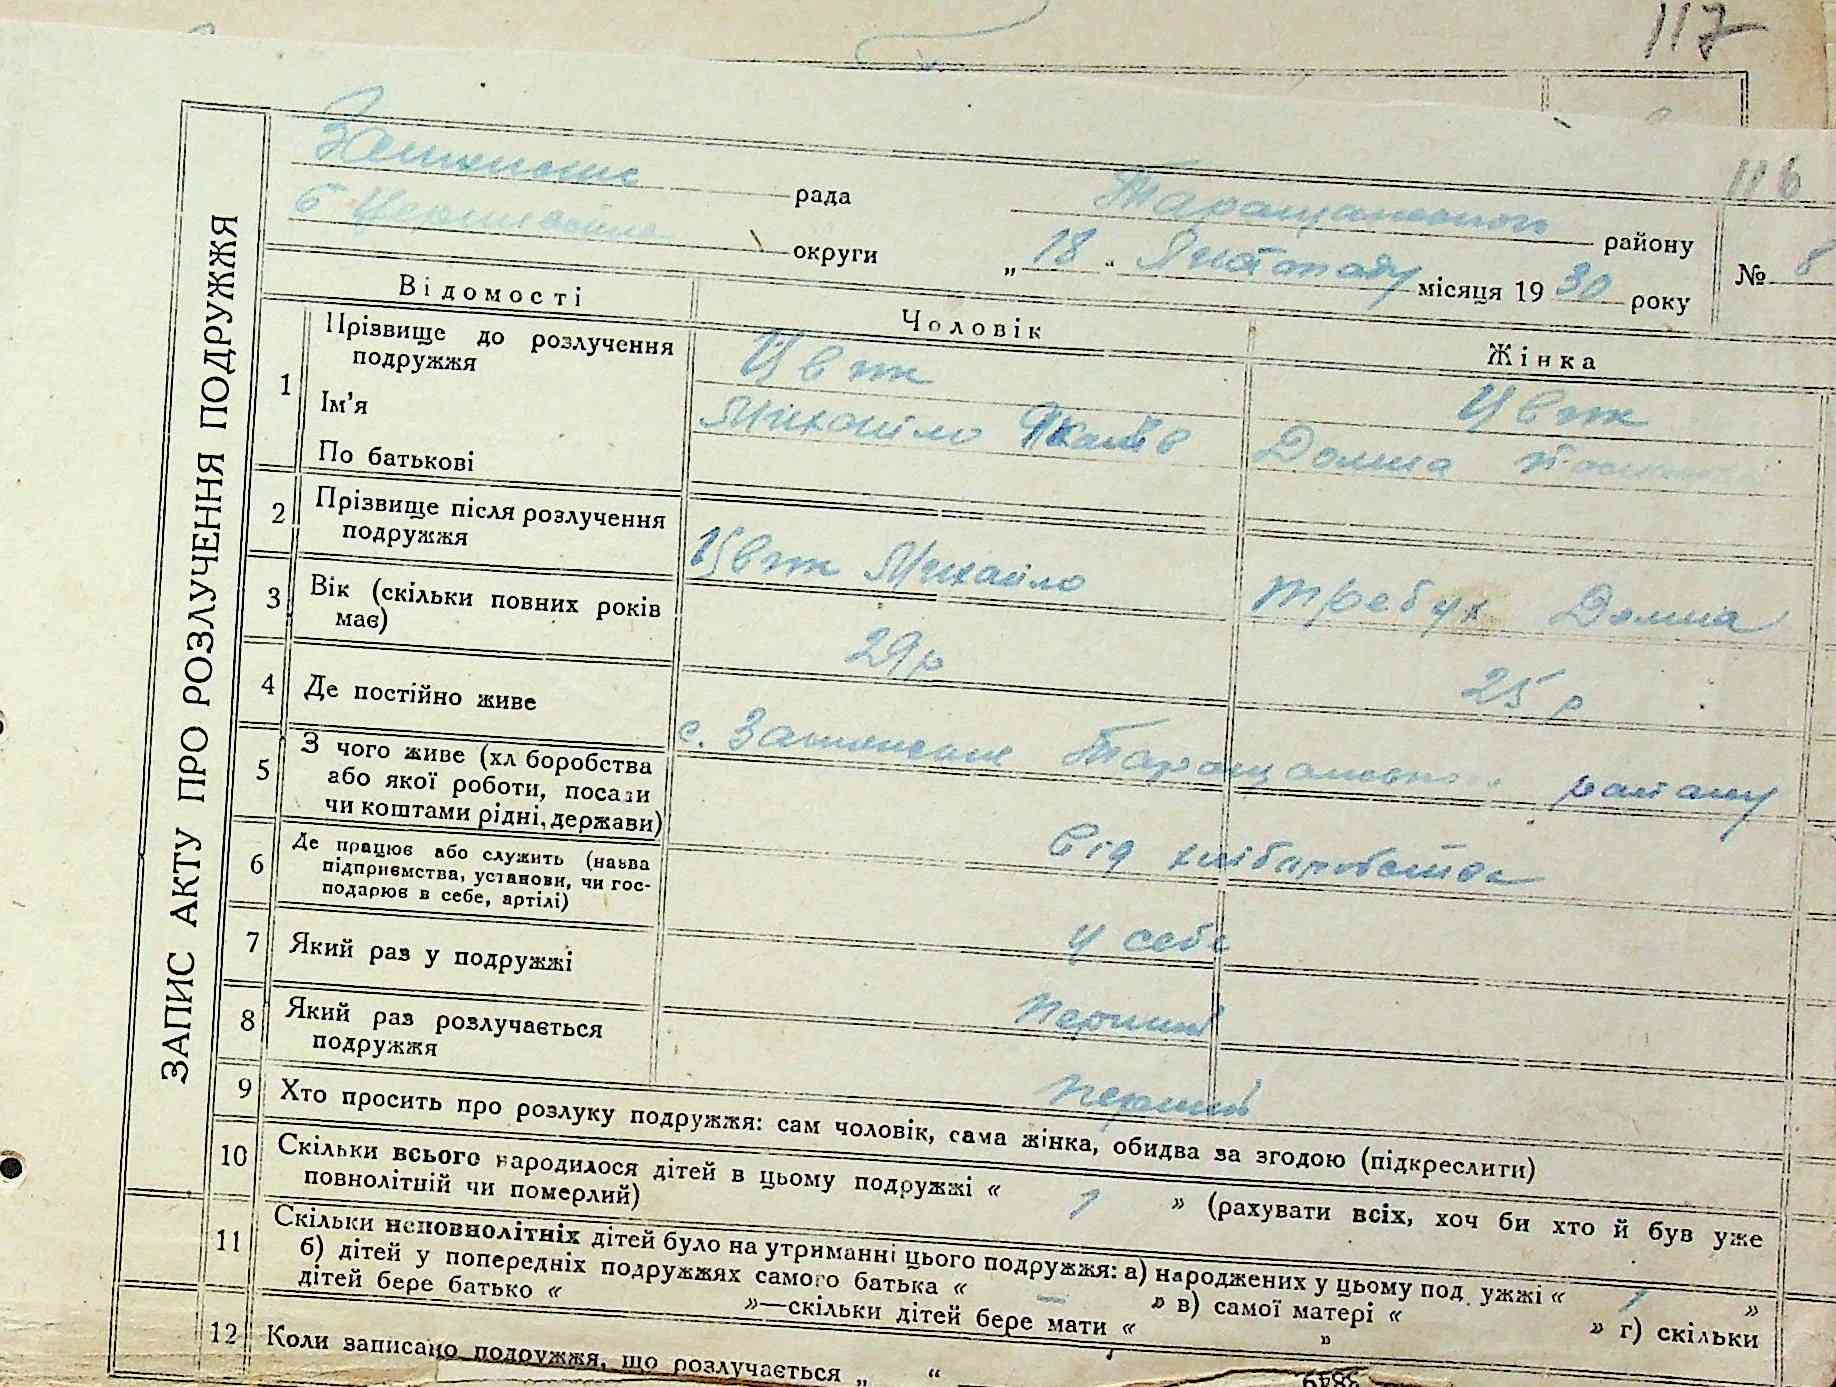 117
116
рада
Таращанського району
№ 8
округи
„ 18 " місяця 1930 року
ЗАПИС АКТУ ПРО РОЗЛУЧЕННЯ ПОДРУЖЖЯ
Відомості
Чоловік
Жінка
1
Прізвище до розлучення
подружжя
Ім'я
По батькові
Михайло
Домна
2
Прізвище після розлучення
подружжя
Михайло
Требух Домна
3
Вік (скільки повних років
має)
29 р
25 р
4
Де постійно живе
с.
5
З чого живе (хл боробства
або якої роботи, посади
чи коштами рідні, держави)
Від хліборобства
6
Де працює або служить (назва
підприємства, установи, чи гос-
подарює в себе, артілі)
у себе
7
Який раз у подружжі
перший
8
Який раз розлучається
подружжя
перший
9
Хто просить про розлуку подружжя: сам чоловік, сама жінка, обидва за згодою (підкреслити)
10
Скільки всього народилося дітей в цьому подружжі « 1 » (рахувати всіх, хоч би хто й був уже
повнолітній чи померлий)
11
Скільки неповнолітніх дітей було на утриманні цього подружжя: а) народжених у цьому под ужжі « 1 »
б) дітей у попередніх подружжях самого батька « — » в) самої матері « » г) скільки
дітей бере батько « »—скільки дітей бере мати « »
12
Коли записано подружжя, що розлучається „ “